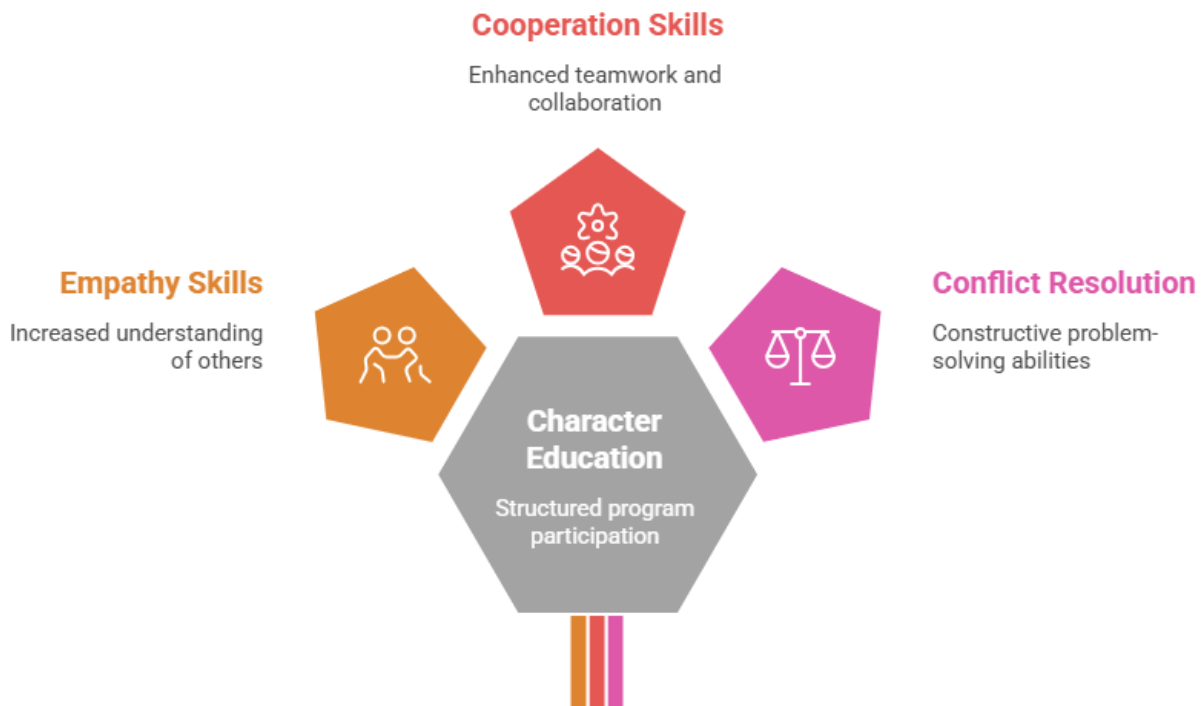 Cooperation Skills
Enhanced teamwork and
collaboration
Empathy Skills
Increased understanding
of others
Conflict Resolution
Constructive problem-
solving abilities
Character
Education
Structured program
participation